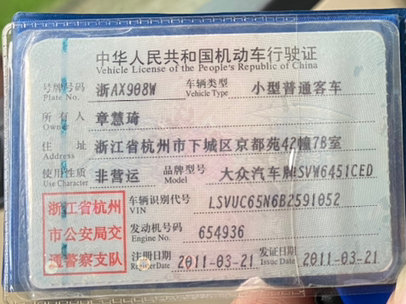 中华人民共和国机动车行驶证
Vehicle License of the People's Republic of China
号牌号码 浙AX908W 车辆类型 小型普通客车
Plate No. Vehicle Type
所有人 章慧琦
Owner
住址 浙江省杭州市下城区京都苑42幢7B室
Address
使用性质 非营运 品牌型号 大众汽车牌SVW6451CED
Use Character Model
浙江省杭州
市公安局交
通警察支队
车辆识别代号 LSVUC65N6B2591052
VIN
发动机号码 654936
Engine No.
注册日期 2011-03-21 发证日期 2011-03-21
Register Date Issue Date